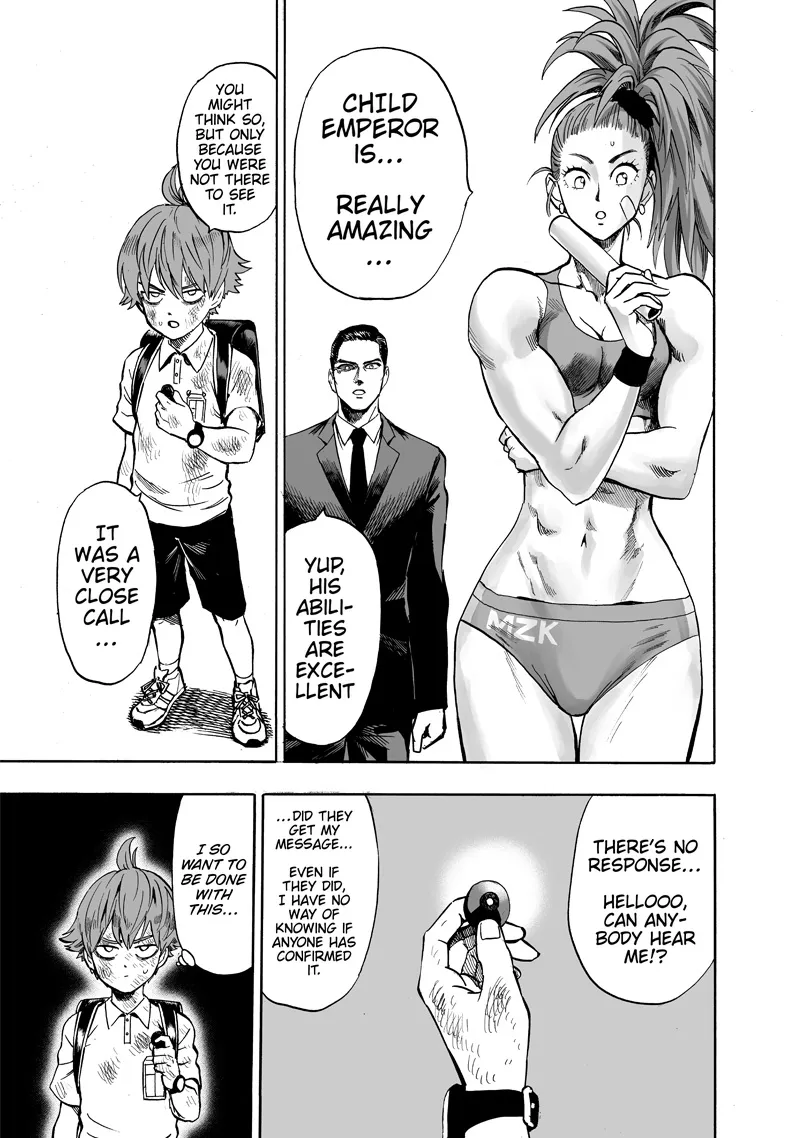 CHILD
EMPEROR
IS...
REALLY
AMAZING
...
MZK
YUP,
HIS
ABILI-
TIES
ARE
EXCE-
LLENT
YOU
MIGHT
THINK SO,
BUT ONLY
BECAUSE
YOU WERE
NOT THERE
TO SEE
IT.
IT
WAS A
VERY
CLOSE
CALL
...
THERE'S NO
RESPONSE...
HELLOOO,
CAN ANY-
BODY HEAR
ME!?
...DID THEY
GET MY
MESSAGE...
EVEN IF
THEY DID,
I HAVE NO
WAY OF
KNOWING IF
ANYONE HAS
CONFIRMED
IT.
I SO
WANT TO
BE DONE
WITH
THIS...